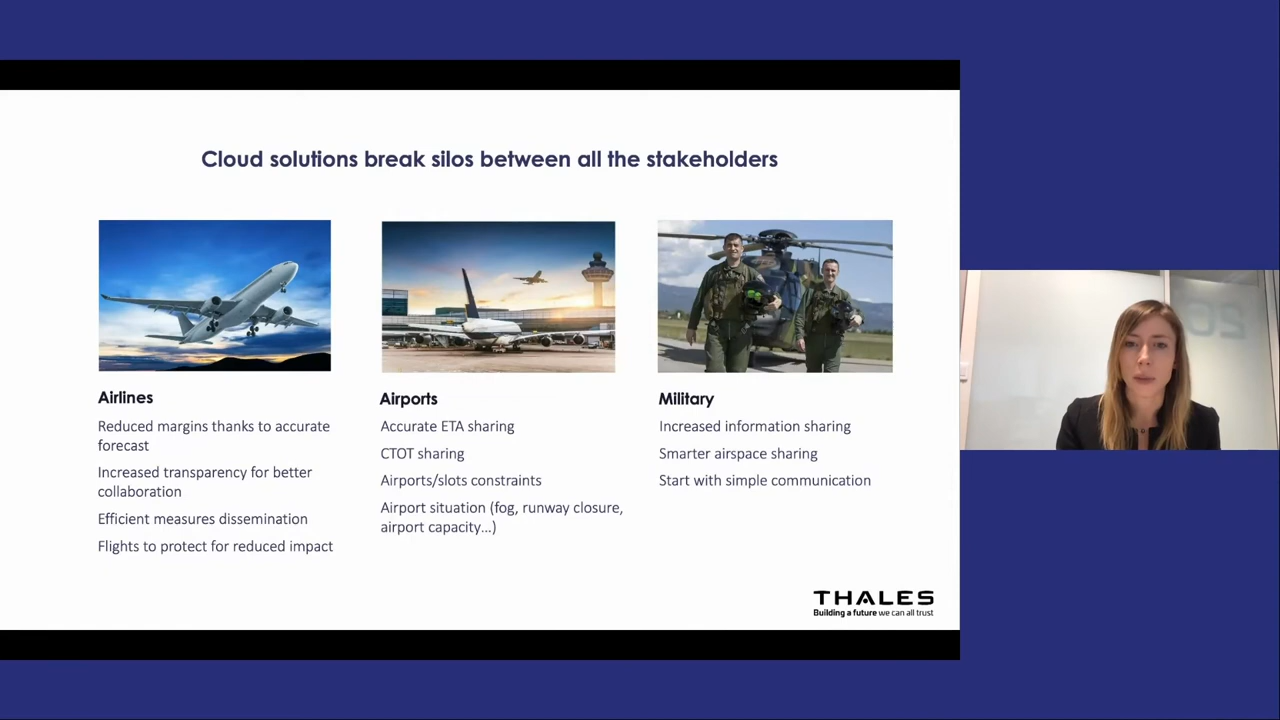 Cloud solutions break silos between all the stakeholders
Airlines
Reduced margins thanks to accurate
forecast
Increased transparency for better
collaboration
Efficient measures dissemination
Flights to protect for reduced impact
Airports
Accurate ETA sharing
CTOT sharing
Airports/slots constraints
Airport situation (fog, runway closure,
airport capacity...)
Military
Increased information sharing
Smarter airspace sharing
Start with simple communication
THALES
Building a future we can all trust